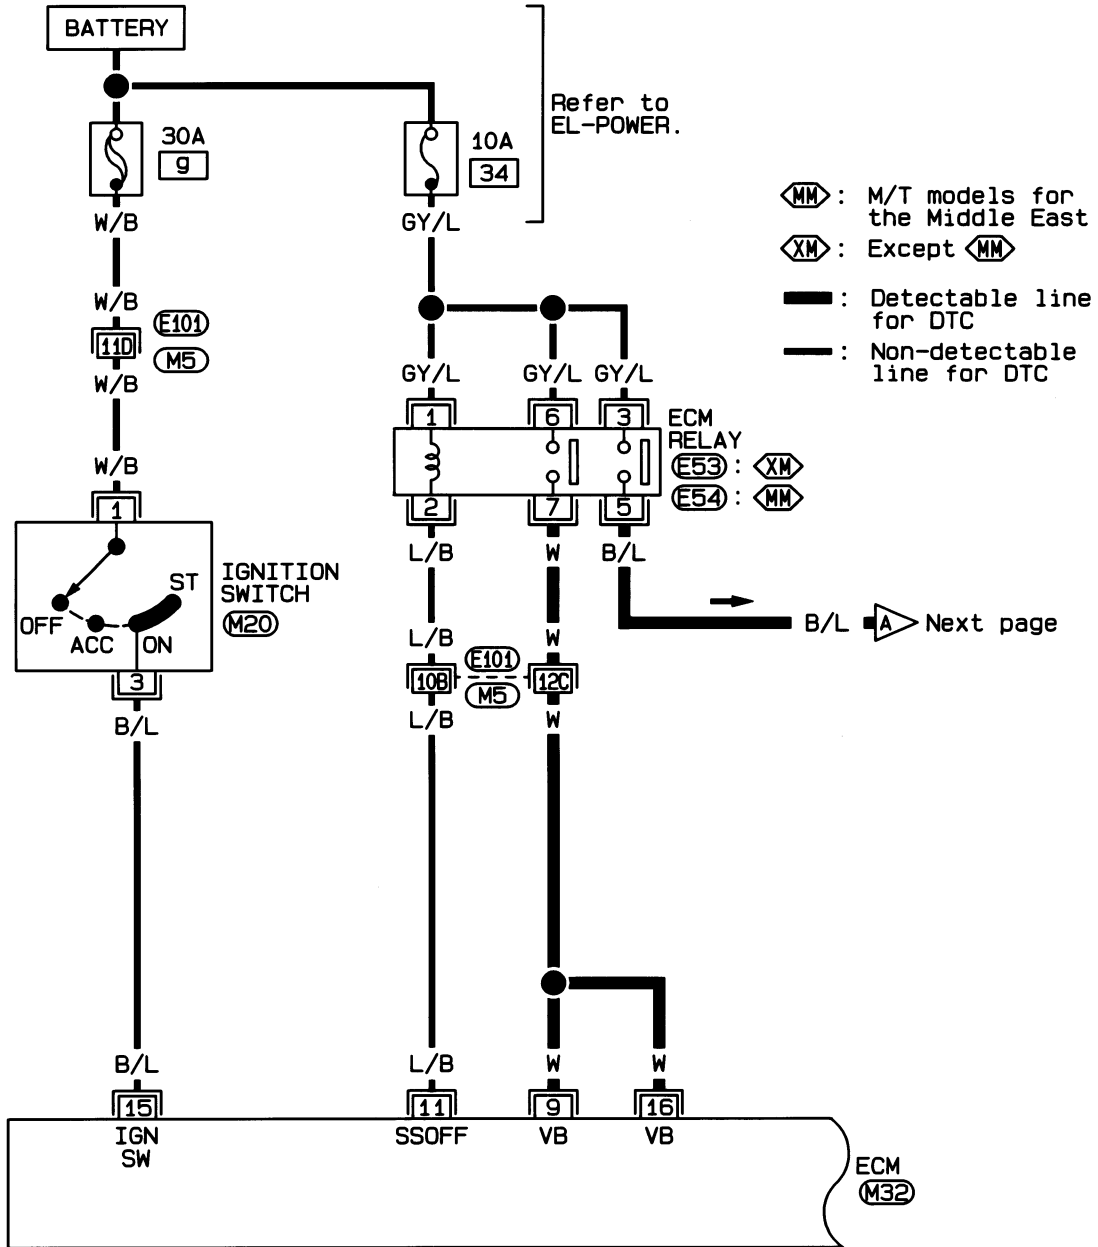 BATTERY
Refer to
EL-POWER.
30A
9
10A
34
W/B
GY/L
MM : M/T models for
the Middle East
XM : Except MM
: Detectable line
for DTC
: Non-detectable
line for DTC
W/B
E101
11D
M5
W/B
GY/L
GY/L
GY/L
1
6
3
ECM
RELAY
E53 : XM
E54 : MM
W/B
1
2
7
5
L/B
W
B/L
IGNITION
SWITCH
M20
ST
OFF
ACC
ON
3
B/L
B/L
A
Next page
L/B
W
E101
10B
12C
M5
L/B
W
B/L
L/B
W
W
15
11
9
16
IGN
SW
SSOFF
VB
VB
ECM
M32